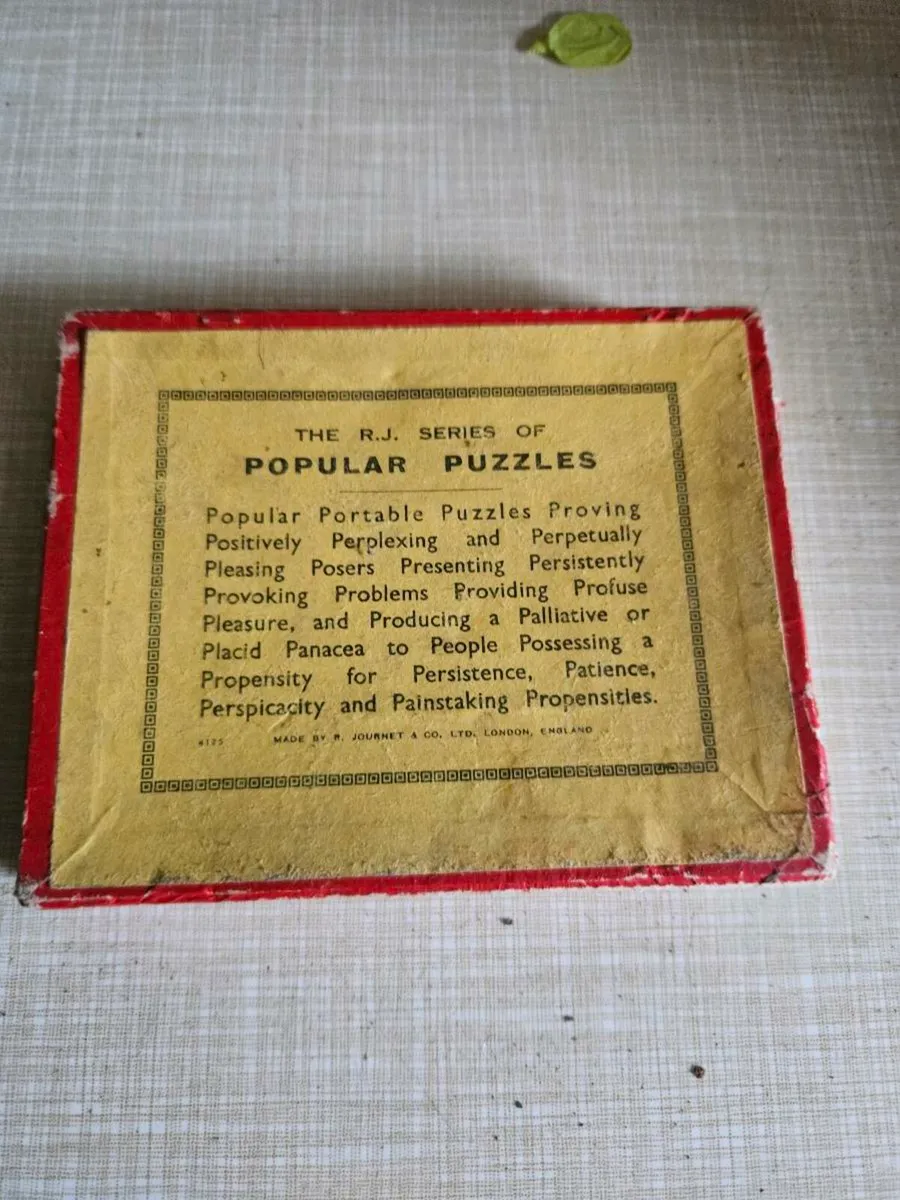 THE R.J. SERIES OF
POPULAR PUZZLES
Popular Portable Puzzles Proving
Positively Perplexing and Perpetually
Pleasing Posers Presenting Persistently
Provoking Problems Providing Profuse
Pleasure, and Producing a Palliative or
Placid Panacea to People Possessing a
Propensity for Persistence, Patience,
Perspicacity and Painstaking Propensities.
4125 MADE BY R. JOURNET & CO. LTD. LONDON, ENGLAND